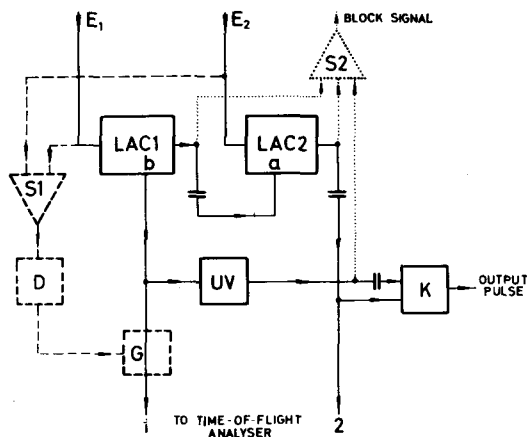 E1
E2
BLOCK SIGNAL
S2
LAC1
b
LAC2
a
S1
D
UV
K
OUTPUT
PULSE
G
1
TO TIME-OF-FLIGHT
ANALYSER
2